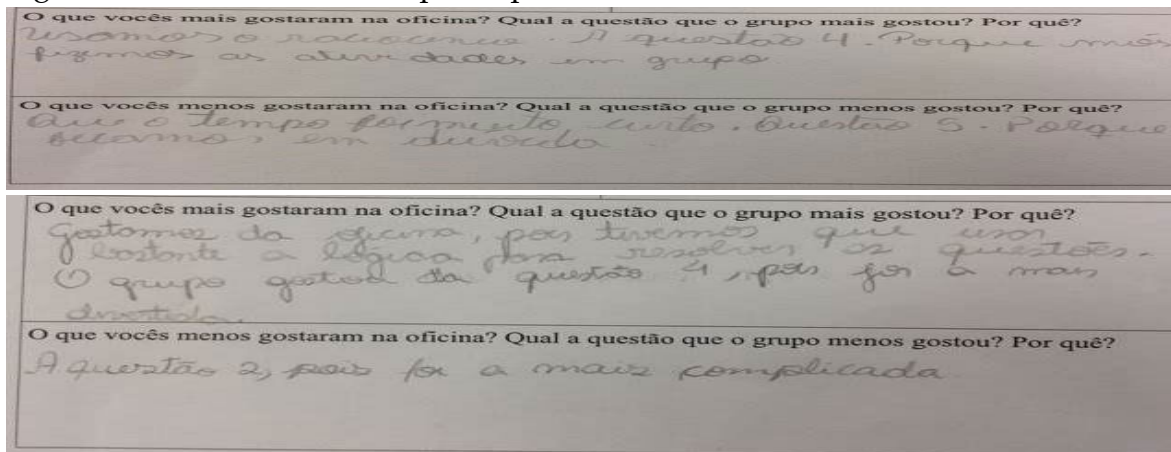 O que vocês mais gostaram na oficina? Qual a questão que o grupo mais gostou? Por quê?
Usamos o raciocineo. A questão 4. Porque
fizemos as atividades em grupo
O que vocês menos gostaram na oficina? Qual a questão que o grupo menos gostou? Por quê?
Que o tempo foi muito curto. Questão 5. Porque
ficamos em duvida
O que vocês mais gostaram na oficina? Qual a questão que o grupo mais gostou? Por quê?
Gostamos da oficina, pois tivemos que usar
bastante a lógica para resolver as questões.
O grupo gostou da questão 4, pois foi a mais
divertida.
O que vocês menos gostaram na oficina? Qual a questão que o grupo menos gostou? Por quê?
A questão 2, pois foi a mais complicada